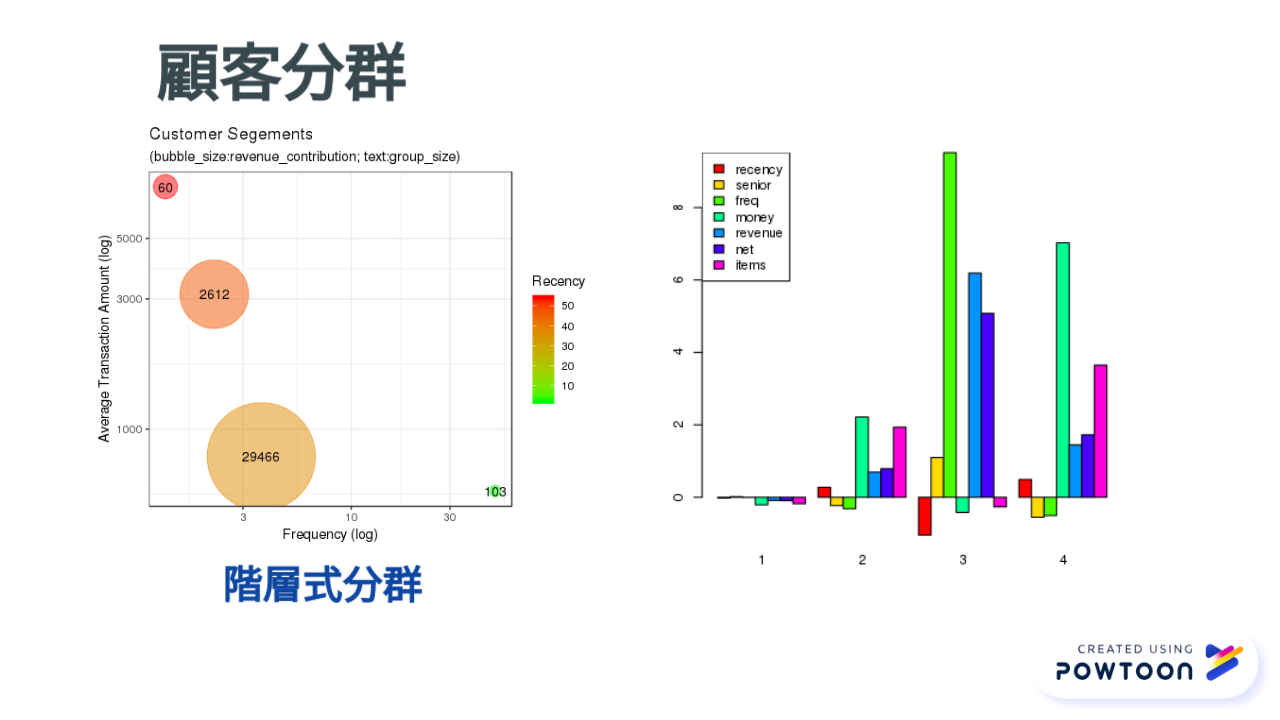 顧客分群
Customer Segements
(bubble_size:revenue_contribution; text:group_size)
Average Transaction Amount (log)
5000
3000
1000
60
2612
29466
103
3
10
30
Frequency (log)
Recency
50
40
30
20
10
階層式分群
recency
senior
freq
money
revenue
net
items
8
6
4
2
0
1
2
3
4
CREATED USING
POWTOON